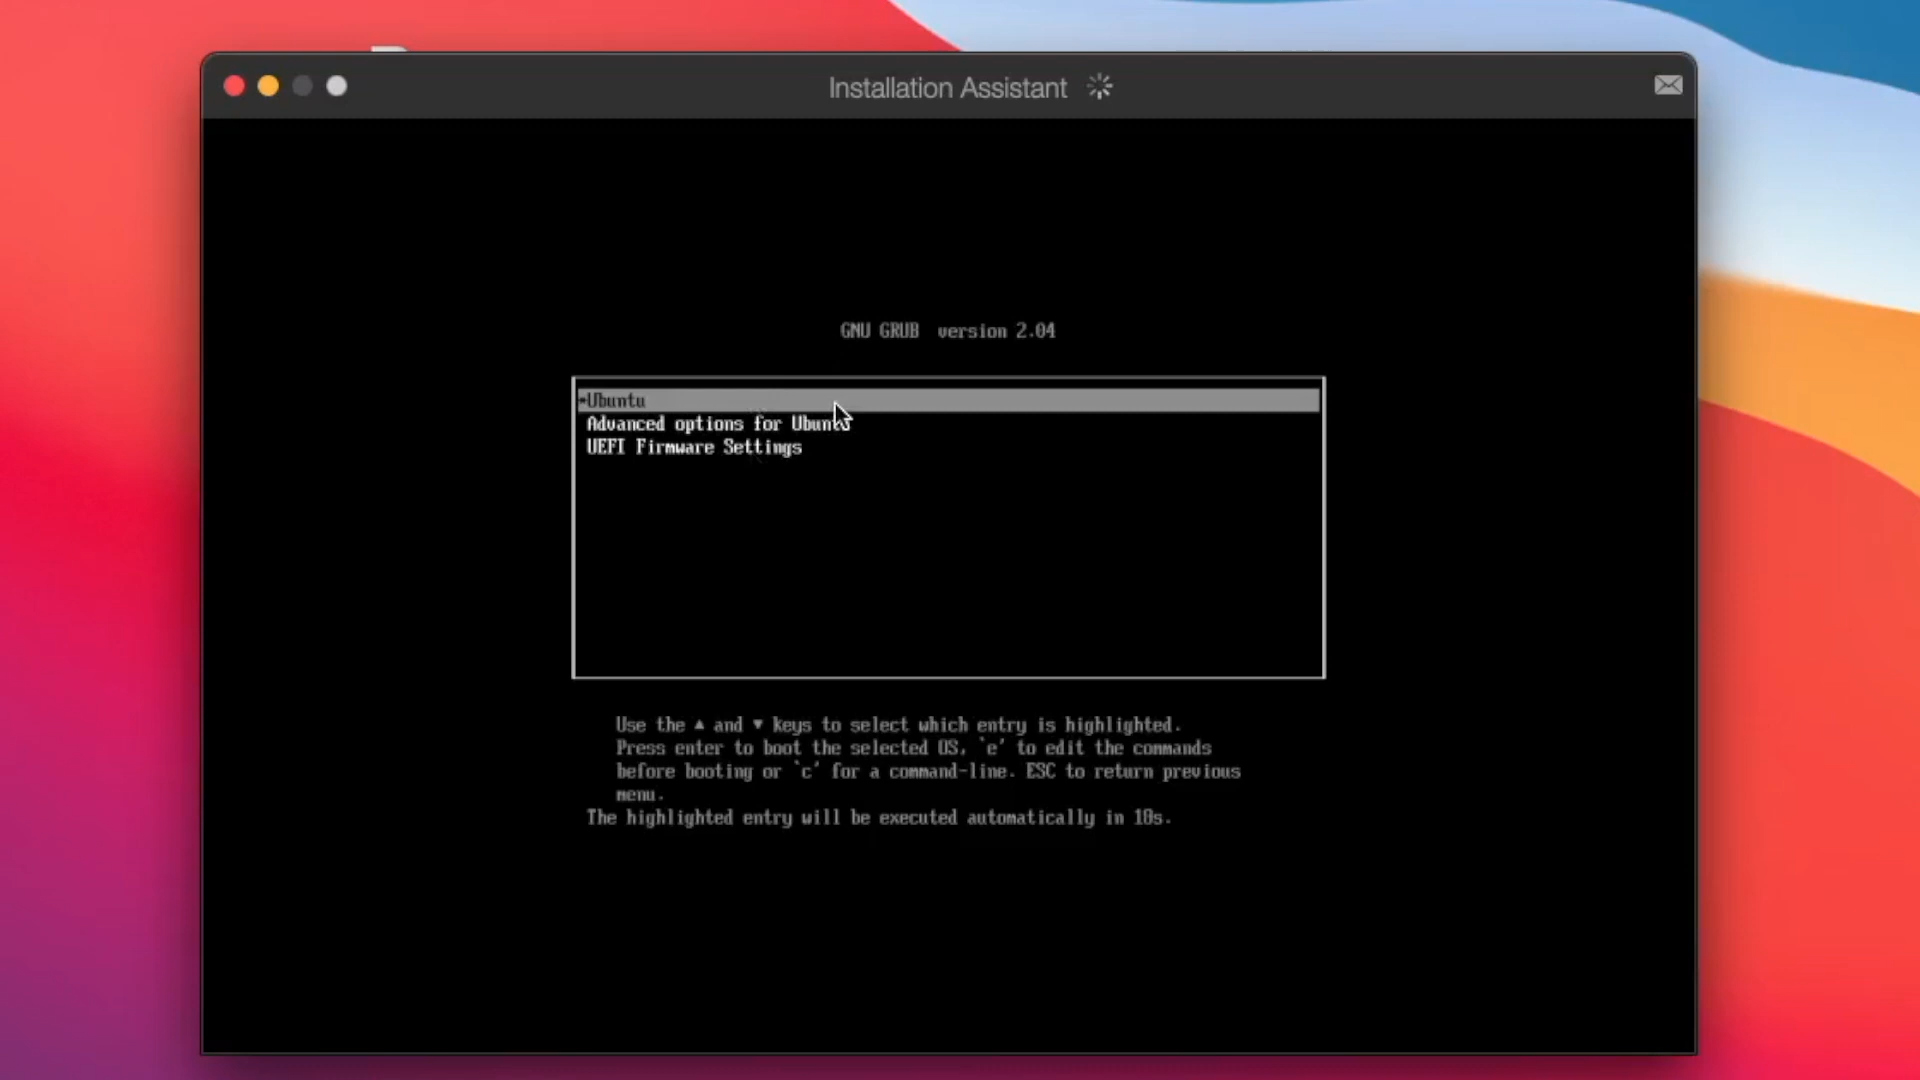 Installation Assistant
GNU GRUB  version 2.04
*Ubuntu
Advanced options for Ubuntu
UEFI Firmware Settings
Use the ▲ and ▼ keys to select which entry is highlighted.
Press enter to boot the selected OS, `e' to edit the commands
before booting or `c' for a command-line. ESC to return previous
menu.
The highlighted entry will be executed automatically in 10s.